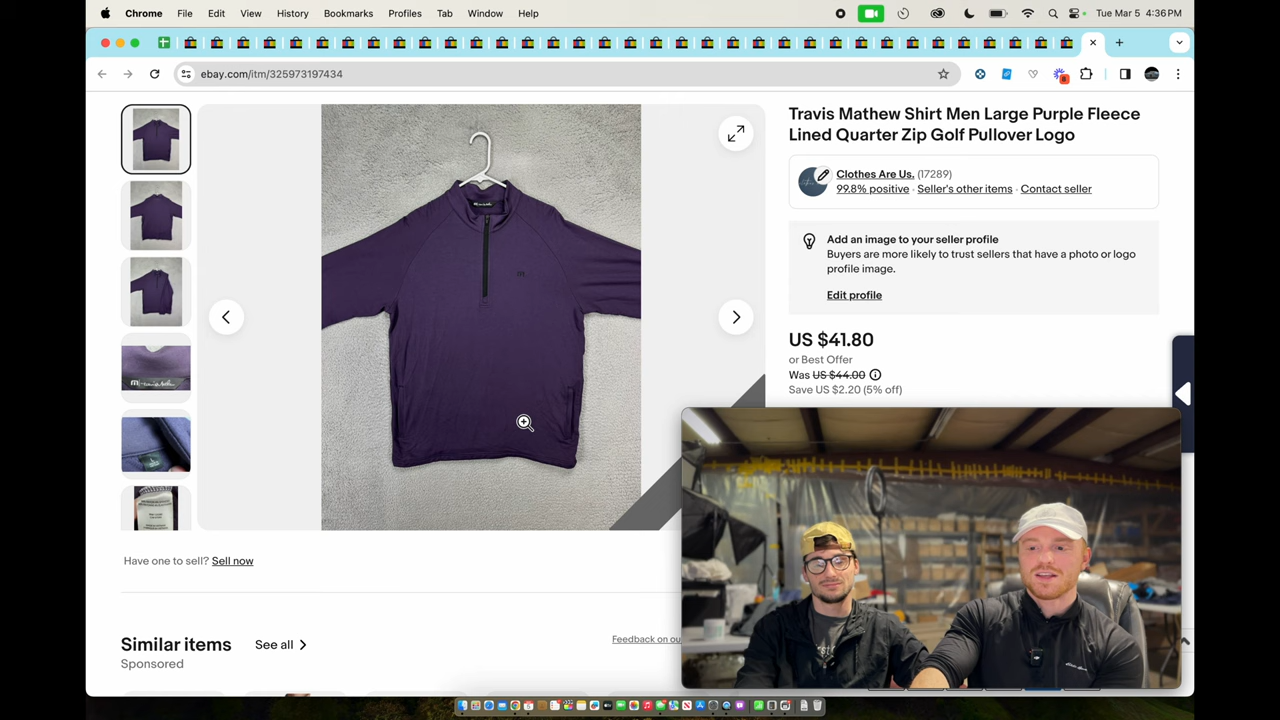 Chrome File Edit View History Bookmarks Profiles Tab Window Help Tue Mar 5 4:36 PM
ebay.com/itm/325973197434
Travis Mathew Shirt Men Large Purple Fleece
Lined Quarter Zip Golf Pullover Logo
Clothes Are Us. (17289)
99.8% positive · Seller's other items · Contact seller
Add an image to your seller profile
Buyers are more likely to trust sellers that have a photo or logo
profile image.
Edit profile
US $41.80
or Best Offer
Was US $44.00
Save US $2.20 (5% off)
Have one to sell? Sell now
Similar items See all
Sponsored
Feedback on ou